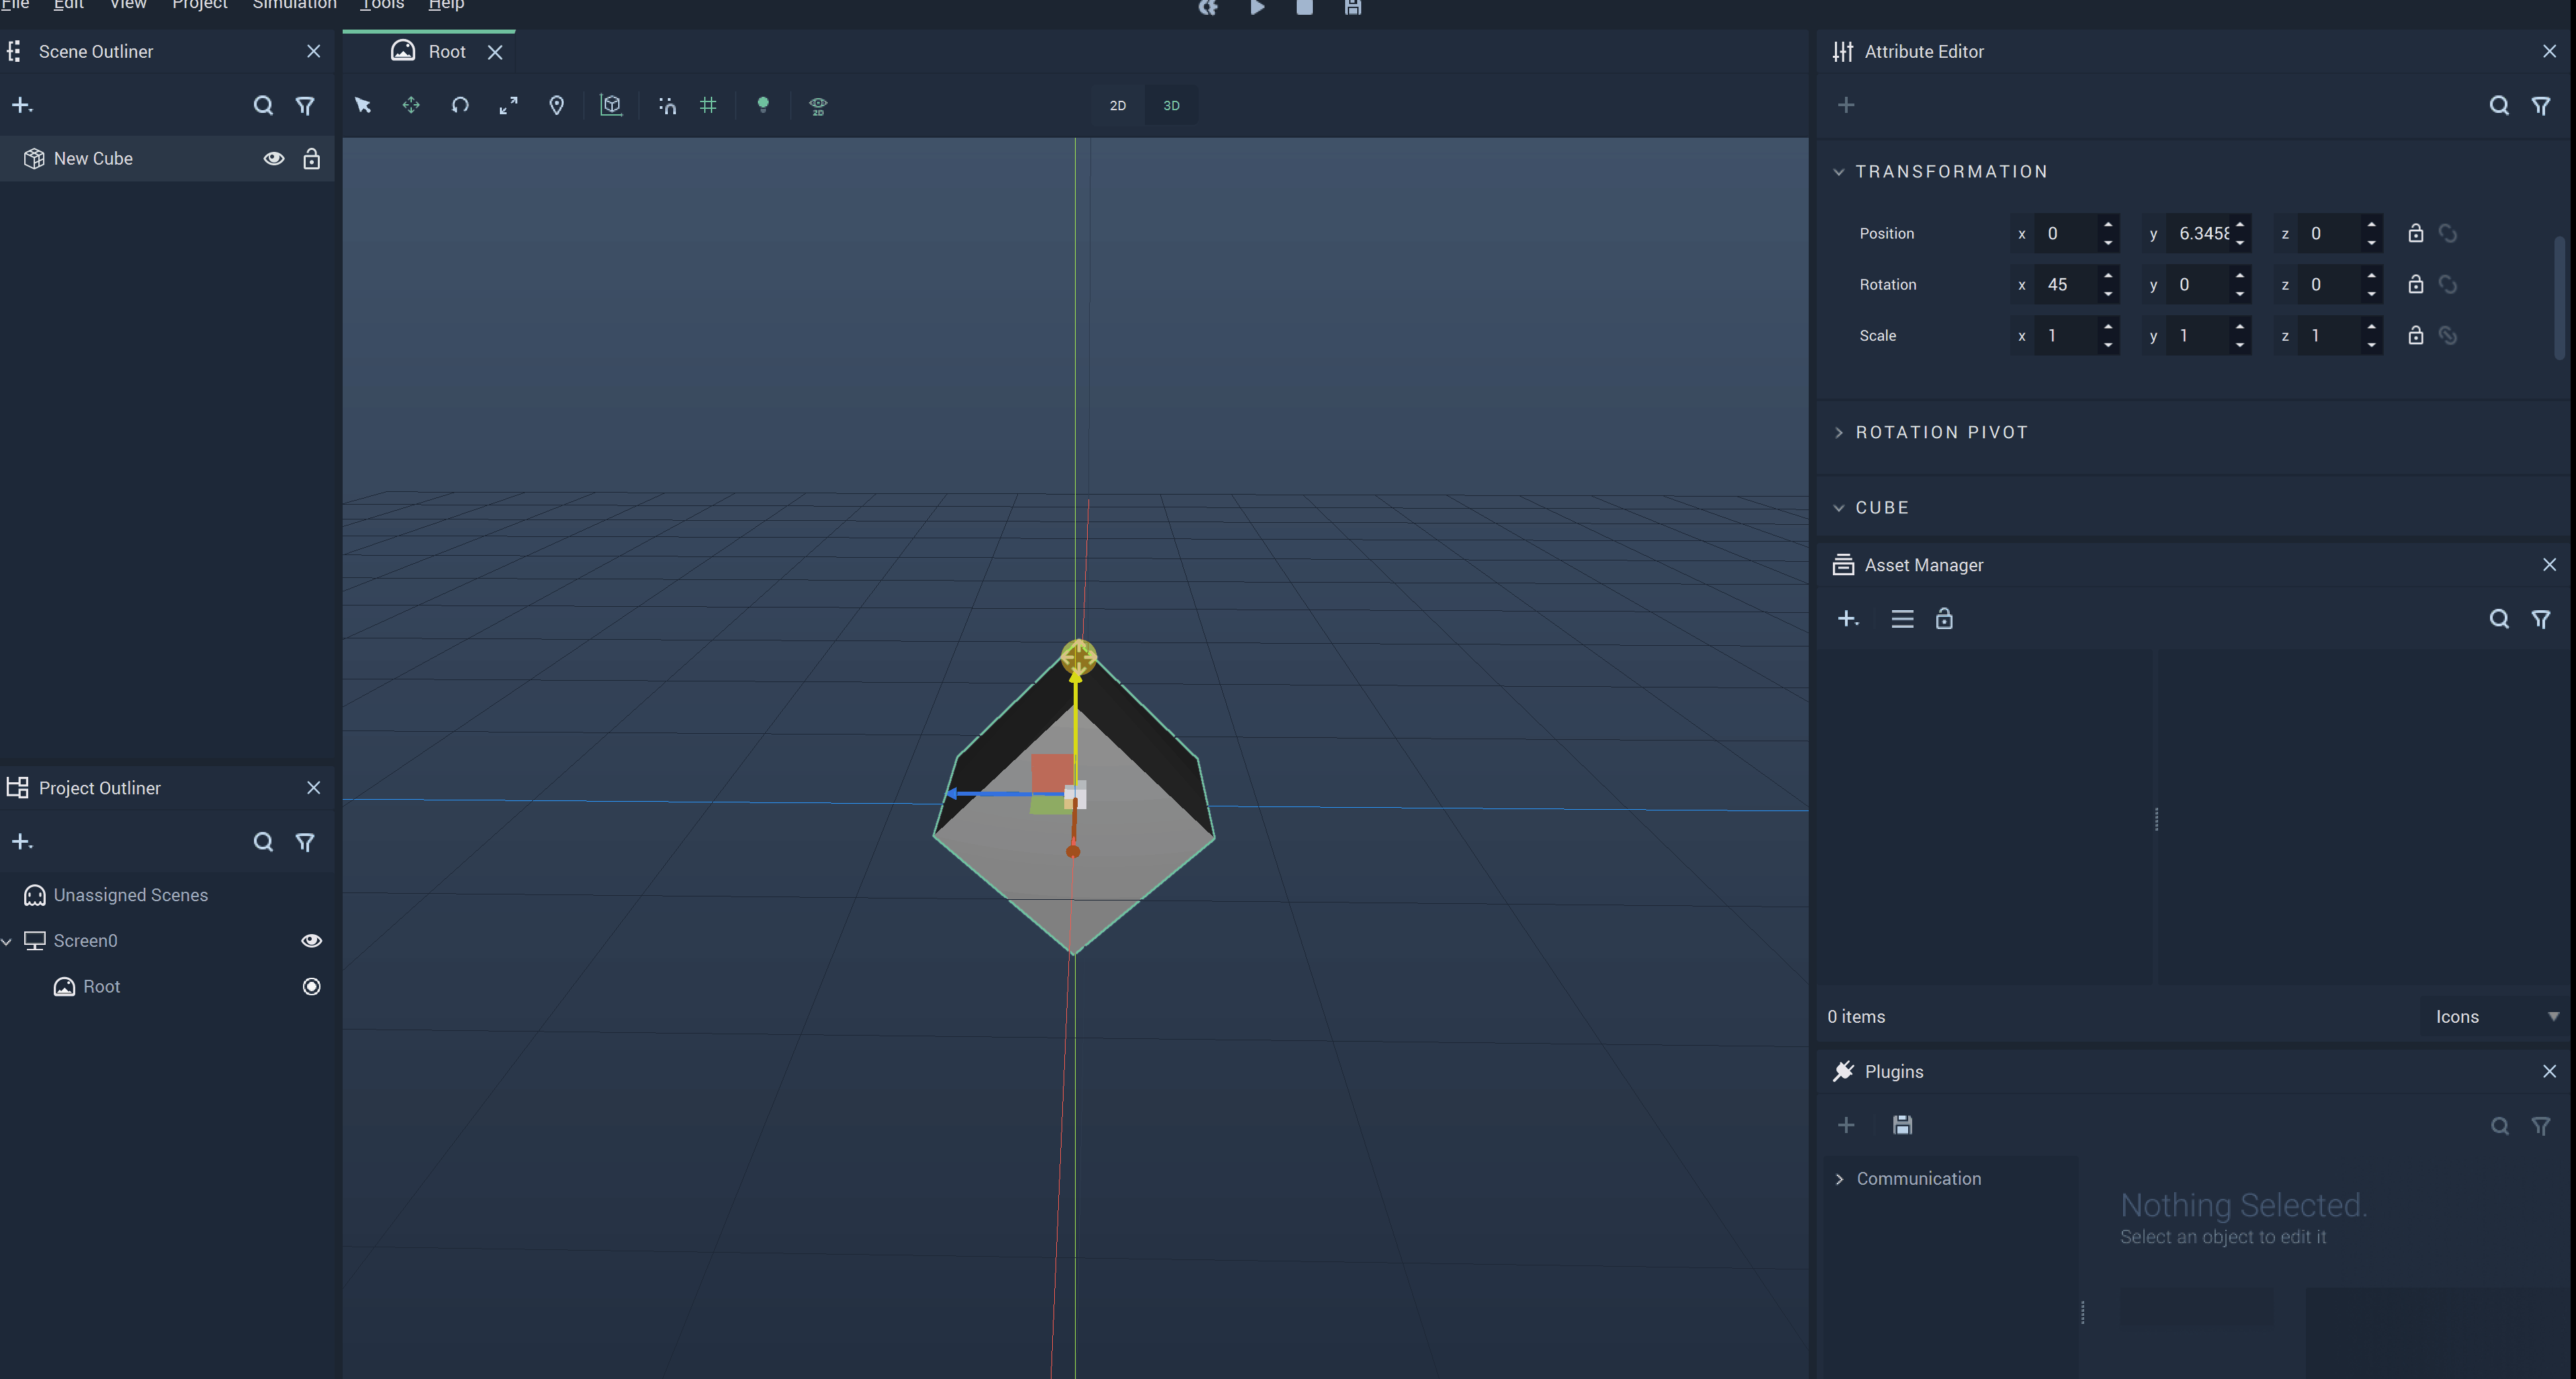 File Edit View Project Simulation Tools Help
Scene Outliner
New Cube
Project Outliner
Unassigned Scenes
Screen0
Root
Root
2D
2D 3D
Attribute Editor
TRANSFORMATION
Position x 0 y 6.3458 z 0
Rotation x 45 y 0 z 0
Scale x 1 y 1 z 1
ROTATION PIVOT
CUBE
Asset Manager
0 items Icons
Plugins
Communication
Nothing Selected.
Select an object to edit it